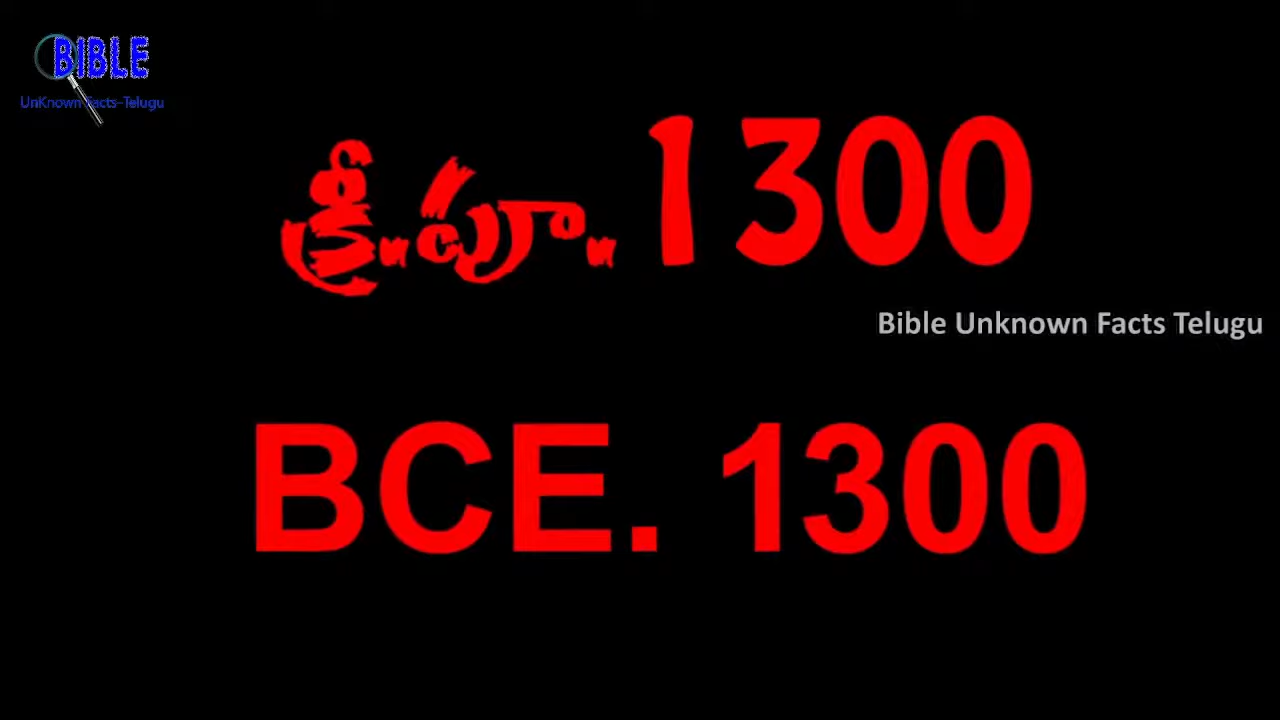 BIBLE
UnKnown Facts-Telugu
క్రీ.పూ. 1300
Bible Unknown Facts Telugu
BCE. 1300